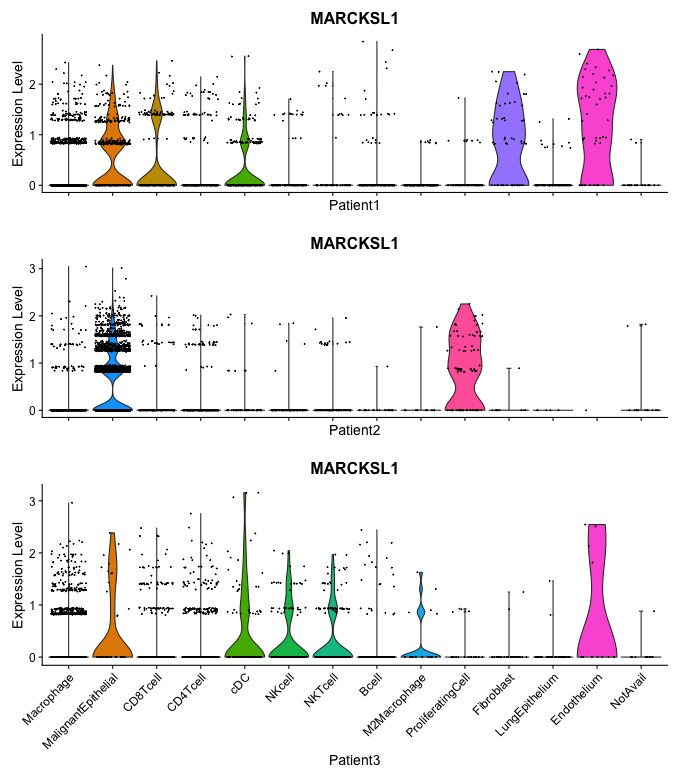 MARCKSL1
Expression Level
2
1
0
Patient1
MARCKSL1
Expression Level
3
2
1
0
Patient2
MARCKSL1
Expression Level
3
2
1
0
Macrophage
MalignantEpithelial
CD8Tcell
CD4Tcell
cDC
NKcell
NKTcell
Bcell
M2Macrophage
ProliferatingCell
Fibroblast
LungEpithelium
Endothelium
NotAvail
Patient3